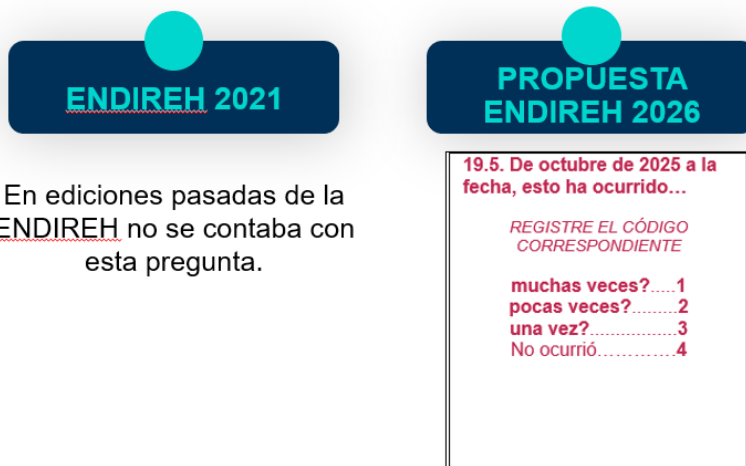 ENDIREH 2021
En ediciones pasadas de la
ENDIREH no se contaba con
esta pregunta.
PROPUESTA
ENDIREH 2026
19.5. De octubre de 2025 a la
fecha, esto ha ocurrido…
REGISTRE EL CÓDIGO
CORRESPONDIENTE
muchas veces?.....1
pocas veces?.........2
una vez?.................3
No ocurrió.…………..4